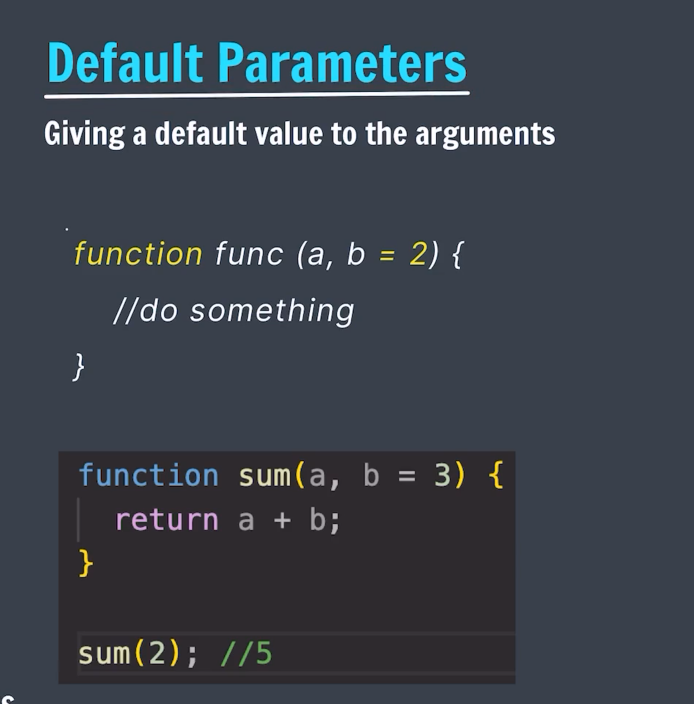 Default Parameters
Giving a default value to the arguments
function func (a, b = 2) {
//do something
}
function sum(a, b = 3) {
return a + b;
}
sum(2); //5